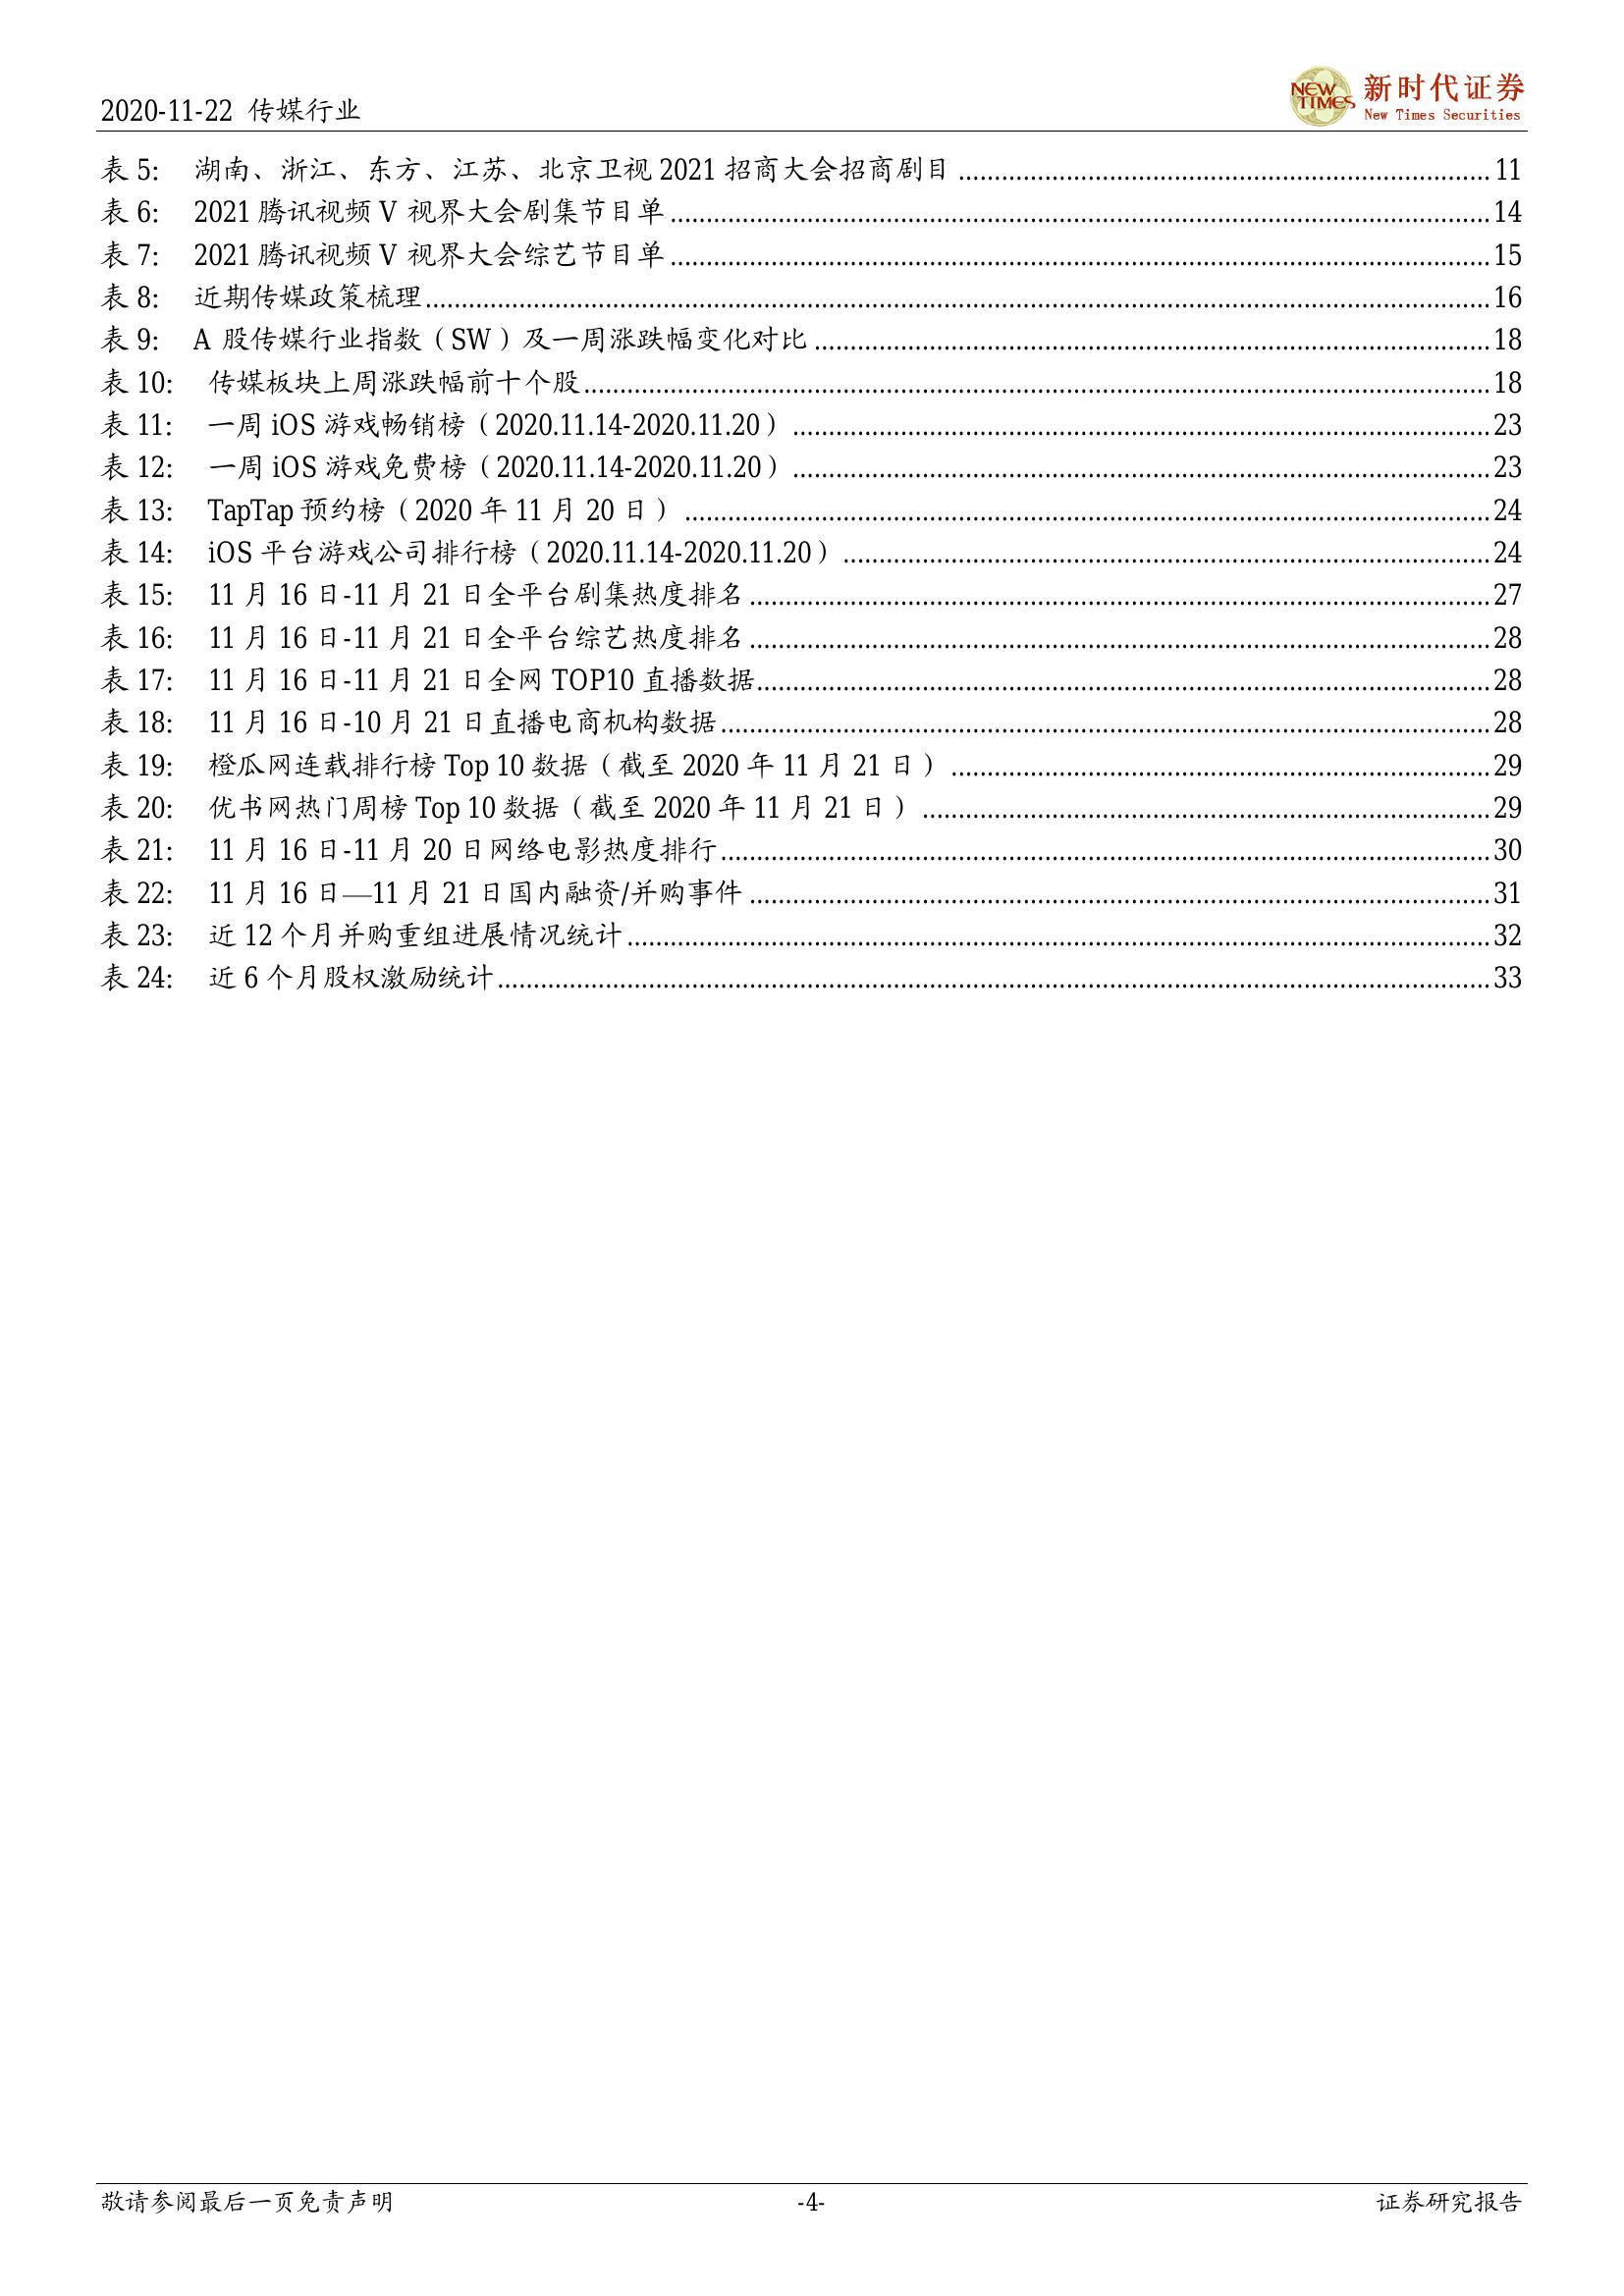 2020-11-22 传媒行业
NEW TIMES 新时代证券
New Times Securities
表 5: 湖南、浙江、东方、江苏、北京卫视 2021 招商大会招商剧目 ........ 11
表 6: 2021 腾讯视频 V 视界大会剧集节目单 ........ 14
表 7: 2021 腾讯视频 V 视界大会综艺节目单 ........ 15
表 8: 近期传媒政策梳理 ........ 16
表 9: A 股传媒行业指数（SW）及一周涨跌幅变化对比 ........ 18
表 10: 传媒板块上周涨跌幅前十个股 ........ 18
表 11: 一周 iOS 游戏畅销榜（2020.11.14-2020.11.20） ........ 23
表 12: 一周 iOS 游戏免费榜（2020.11.14-2020.11.20） ........ 23
表 13: TapTap 预约榜（2020 年 11 月 20 日） ........ 24
表 14: iOS 平台游戏公司排行榜（2020.11.14-2020.11.20） ........ 24
表 15: 11 月 16 日-11 月 21 日全平台剧集热度排名 ........ 27
表 16: 11 月 16 日-11 月 21 日全平台综艺热度排名 ........ 28
表 17: 11 月 16 日-11 月 21 日全网 TOP10 直播数据 ........ 28
表 18: 11 月 16 日-10 月 21 日直播电商机构数据 ........ 28
表 19: 橙瓜网连载排行榜 Top 10 数据（截至 2020 年 11 月 21 日） ........ 29
表 20: 优书网热门周榜 Top 10 数据（截至 2020 年 11 月 21 日） ........ 29
表 21: 11 月 16 日-11 月 20 日网络电影热度排行 ........ 30
表 22: 11 月 16 日—11 月 21 日国内融资/并购事件 ........ 31
表 23: 近 12 个月并购重组进展情况统计 ........ 32
表 24: 近 6 个月股权激励统计 ........ 33
敬请参阅最后一页免责声明 -4- 证券研究报告